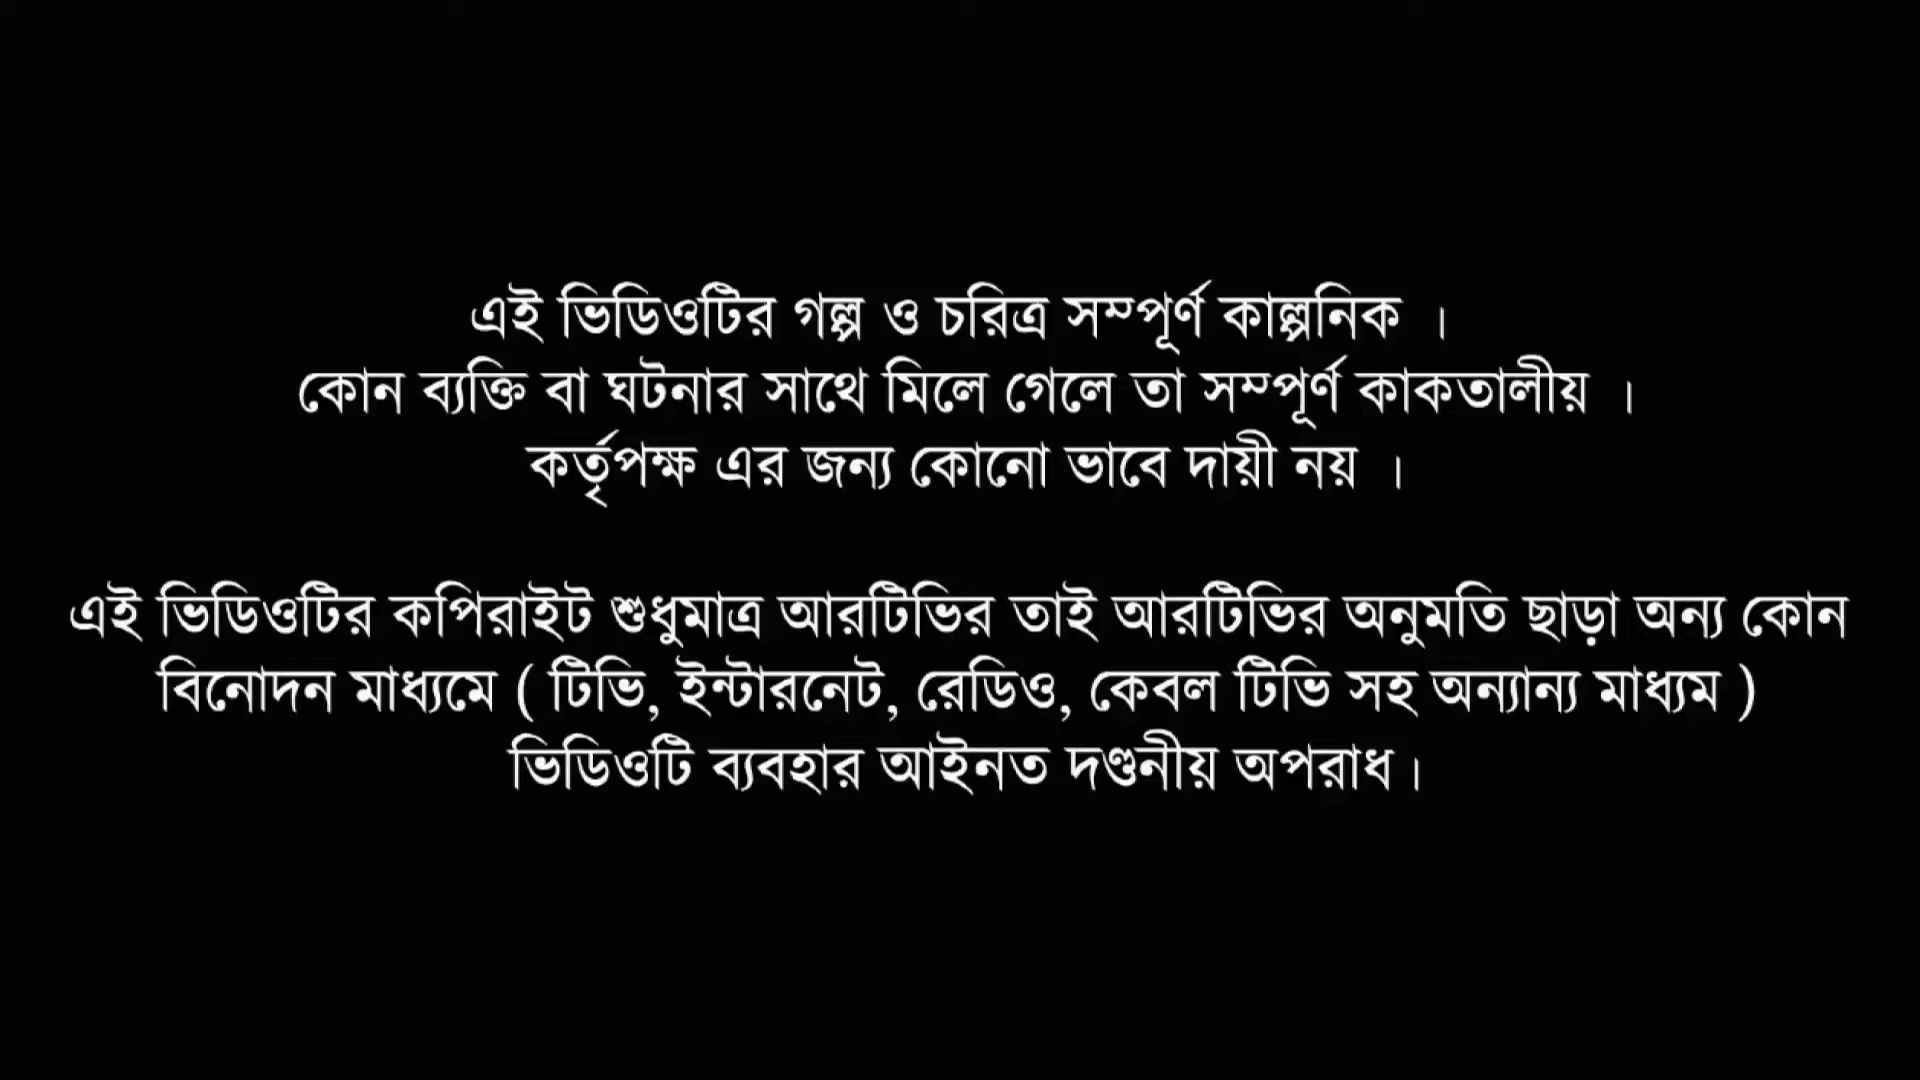 এই ভিডিওটির গল্প ও চরিত্র সম্পূর্ণ কাল্পনিক ।
কোন ব্যক্তি বা ঘটনার সাথে মিলে গেলে তা সম্পূর্ণ কাকতালীয় ।
কর্তৃপক্ষ এর জন্য কোনো ভাবে দায়ী নয় ।
এই ভিডিওটির কপিরাইট শুধুমাত্র আরটিভির তাই আরটিভির অনুমতি ছাড়া অন্য কোন
বিনোদন মাধ্যমে ( টিভি, ইন্টারনেট, রেডিও, কেবল টিভি সহ অন্যান্য মাধ্যম )
ভিডিওটি ব্যবহার আইনত দণ্ডনীয় অপরাধ।